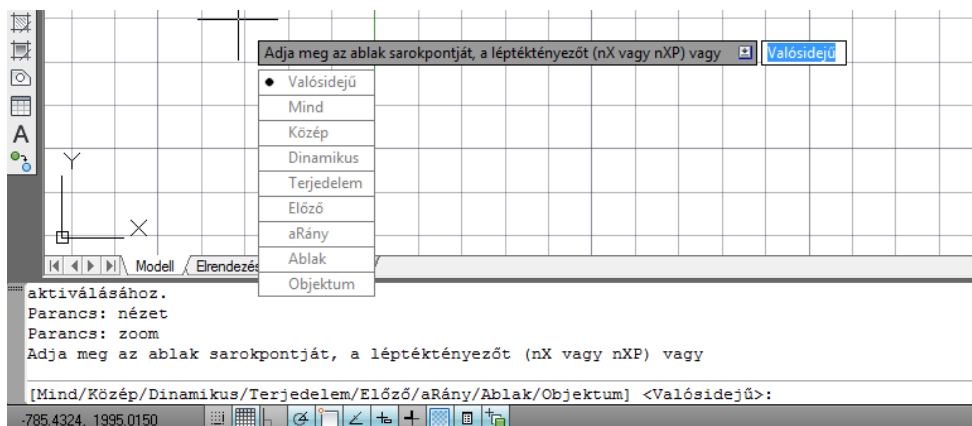 Adja meg az ablak sarokpontját, a léptéktényezőt (nX vagy nXP) vagy Valósidejű
Valósidejű
Mind
Közép
Dinamikus
Terjedelem
Előző
aRány
Ablak
Objektum
A
Y
X
Modell Elrendezés
aktiválásához.
Parancs: nézet
Parancs: zoom
Adja meg az ablak sarokpontját, a léptéktényezőt (nX vagy nXP) vagy
[Mind/Közép/Dinamikus/Terjedelem/Előző/aRány/Ablak/Objektum] <Valósidejű>:
-785.4324, 1995.0150